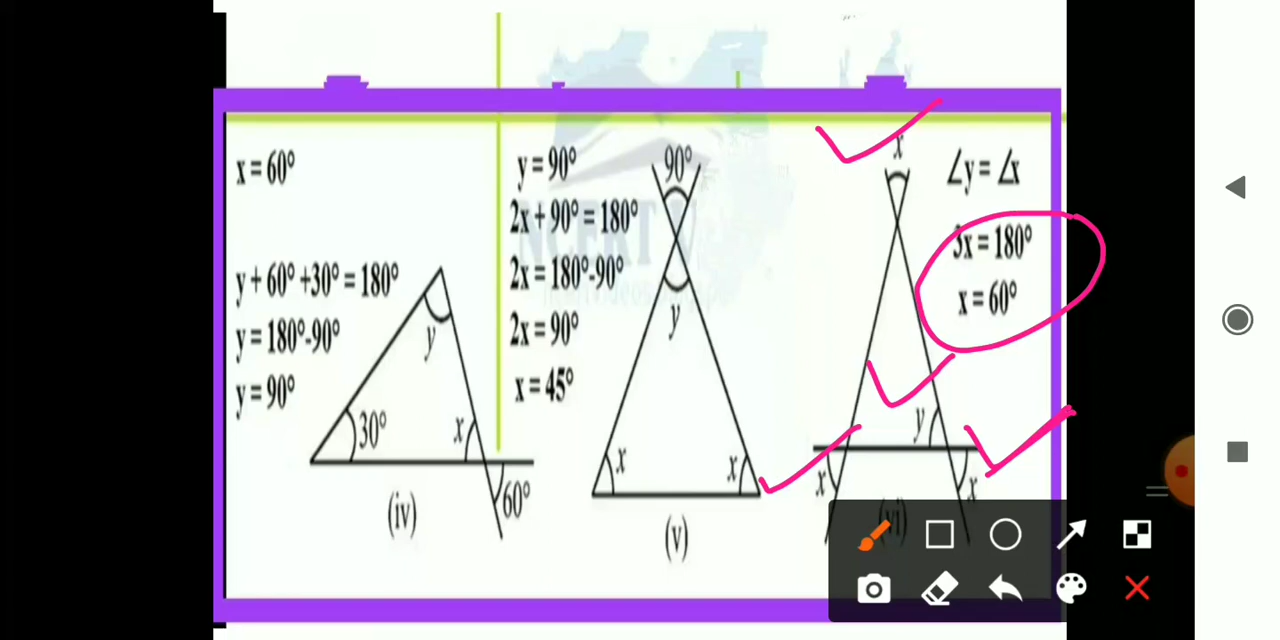 x = 60°
y + 60° +30° = 180°
y = 180°-90°
y = 90°
y
30°
x
60°
(iv)
y = 90°
2x + 90° = 180°
2x = 180°-90°
2x = 90°
x = 45°
90°
y
x
x
(v)
x
∠y = ∠x
3x = 180°
x = 60°
y
x
x
(vi)